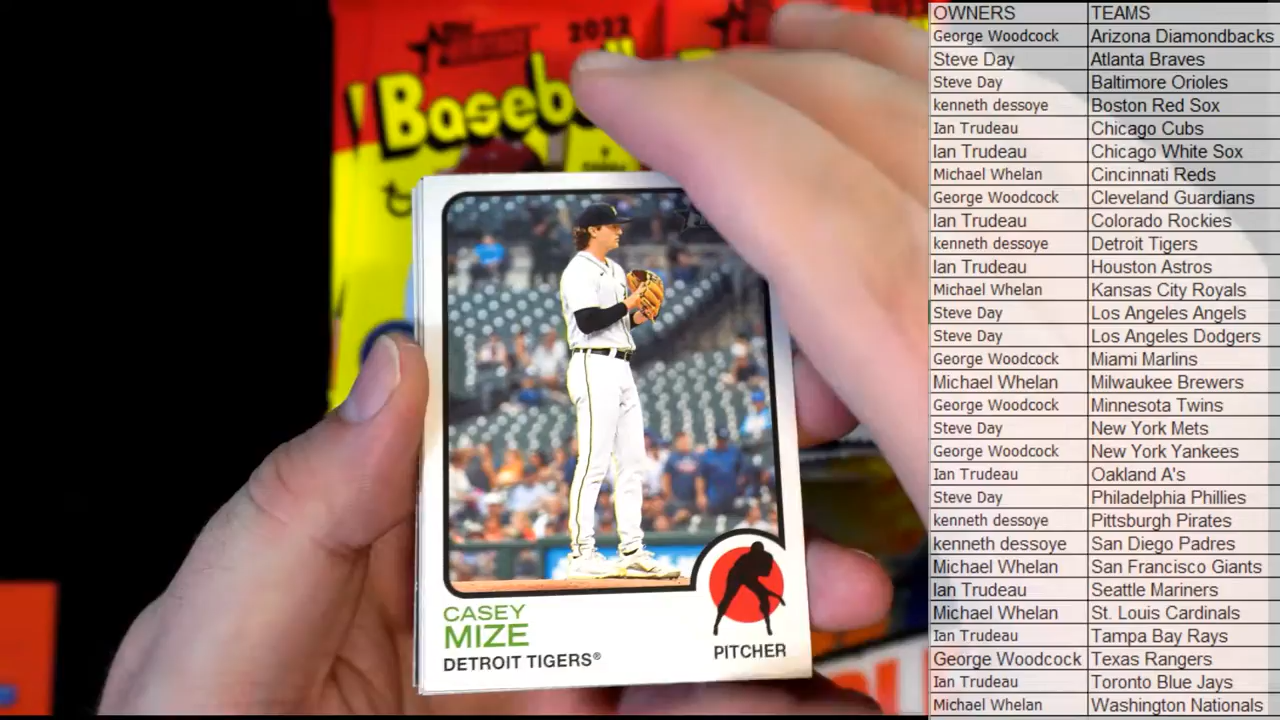 2022
Baseb
CASEY
MIZE
DETROIT TIGERS®
PITCHER
OWNERS TEAMS
George Woodcock Arizona Diamondbacks
Steve Day Atlanta Braves
Steve Day Baltimore Orioles
kenneth dessoye Boston Red Sox
Ian Trudeau Chicago Cubs
Ian Trudeau Chicago White Sox
Michael Whelan Cincinnati Reds
George Woodcock Cleveland Guardians
Ian Trudeau Colorado Rockies
kenneth dessoye Detroit Tigers
Ian Trudeau Houston Astros
Michael Whelan Kansas City Royals
Steve Day Los Angeles Angels
Steve Day Los Angeles Dodgers
George Woodcock Miami Marlins
Michael Whelan Milwaukee Brewers
George Woodcock Minnesota Twins
Steve Day New York Mets
George Woodcock New York Yankees
Ian Trudeau Oakland A's
Steve Day Philadelphia Phillies
kenneth dessoye Pittsburgh Pirates
kenneth dessoye San Diego Padres
Michael Whelan San Francisco Giants
Ian Trudeau Seattle Mariners
Michael Whelan St. Louis Cardinals
Ian Trudeau Tampa Bay Rays
George Woodcock Texas Rangers
Ian Trudeau Toronto Blue Jays
Michael Whelan Washington Nationals